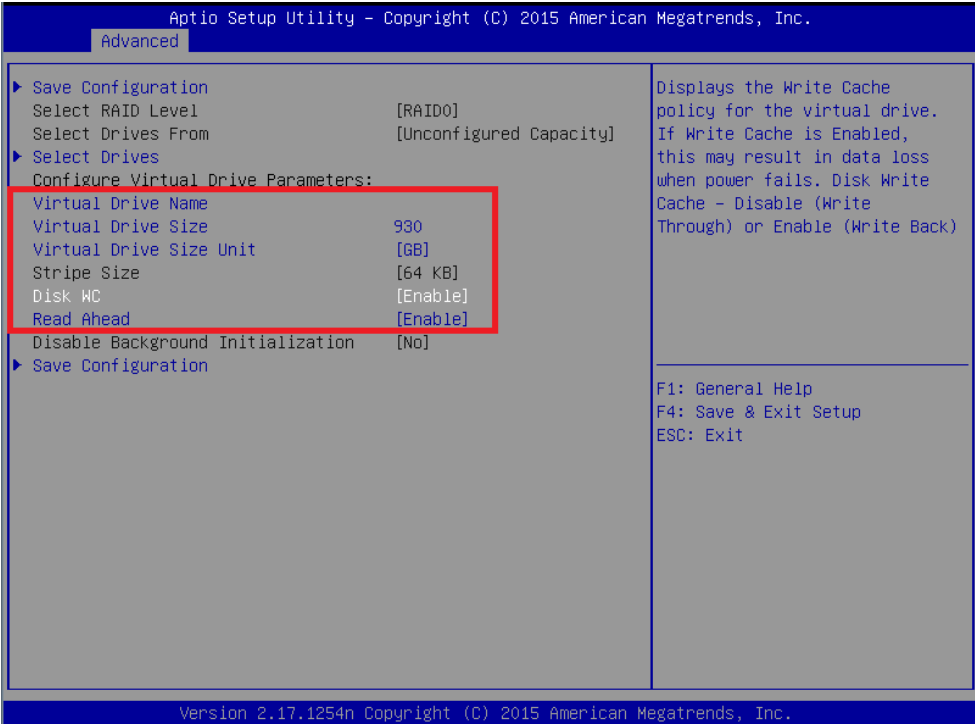 Aptio Setup Utility – Copyright (C) 2015 American Megatrends, Inc.
Advanced
Save Configuration
Select RAID Level [RAID0]
Select Drives From [Unconfigured Capacity]
Select Drives
Configure Virtual Drive Parameters:
Virtual Drive Name
Virtual Drive Size 930
Virtual Drive Size Unit [GB]
Stripe Size [64 KB]
Disk WC [Enable]
Read Ahead [Enable]
Disable Background Initialization [No]
Save Configuration
Displays the Write Cache
policy for the virtual drive.
If Write Cache is Enabled,
this may result in data loss
when power fails. Disk Write
Cache – Disable (Write
Through) or Enable (Write Back)
F1: General Help
F4: Save & Exit Setup
ESC: Exit
Version 2.17.1254n Copyright (C) 2015 American Megatrends, Inc.